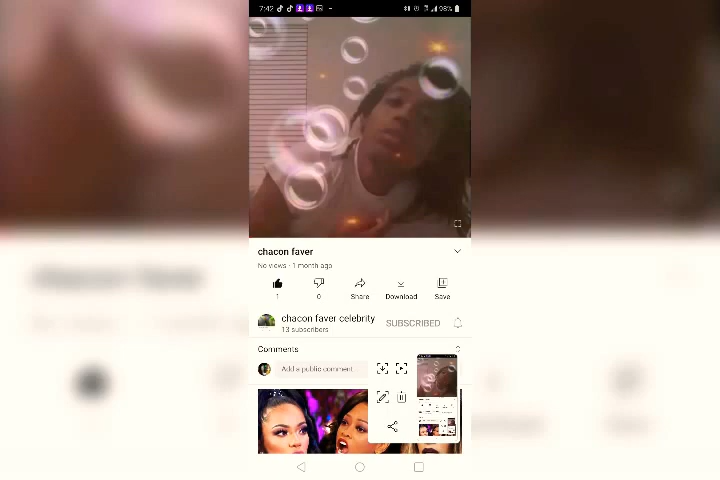 7:42
98%
chacon faver
No views · 1 month ago
1
0
Share
Download
Save
chacon faver celebrity
SUBSCRIBED
13 subscribers
Comments
Add a public comment